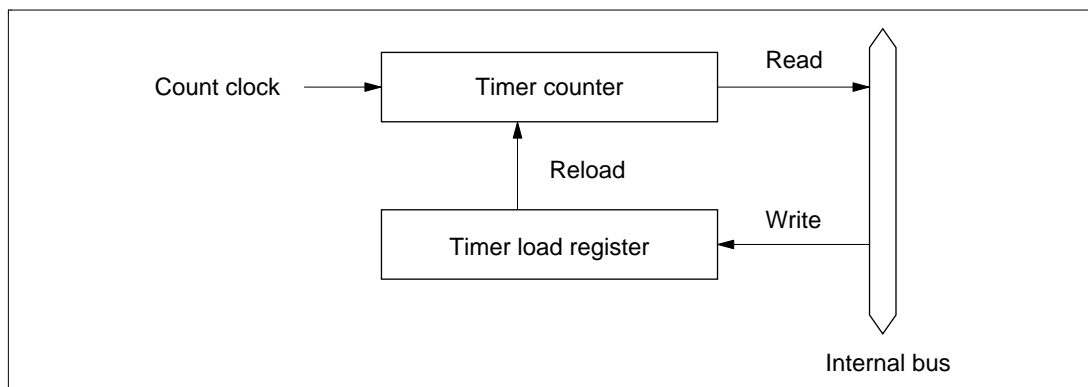 Read
Count clock
Timer counter
Reload
Write
Timer load register
Internal bus